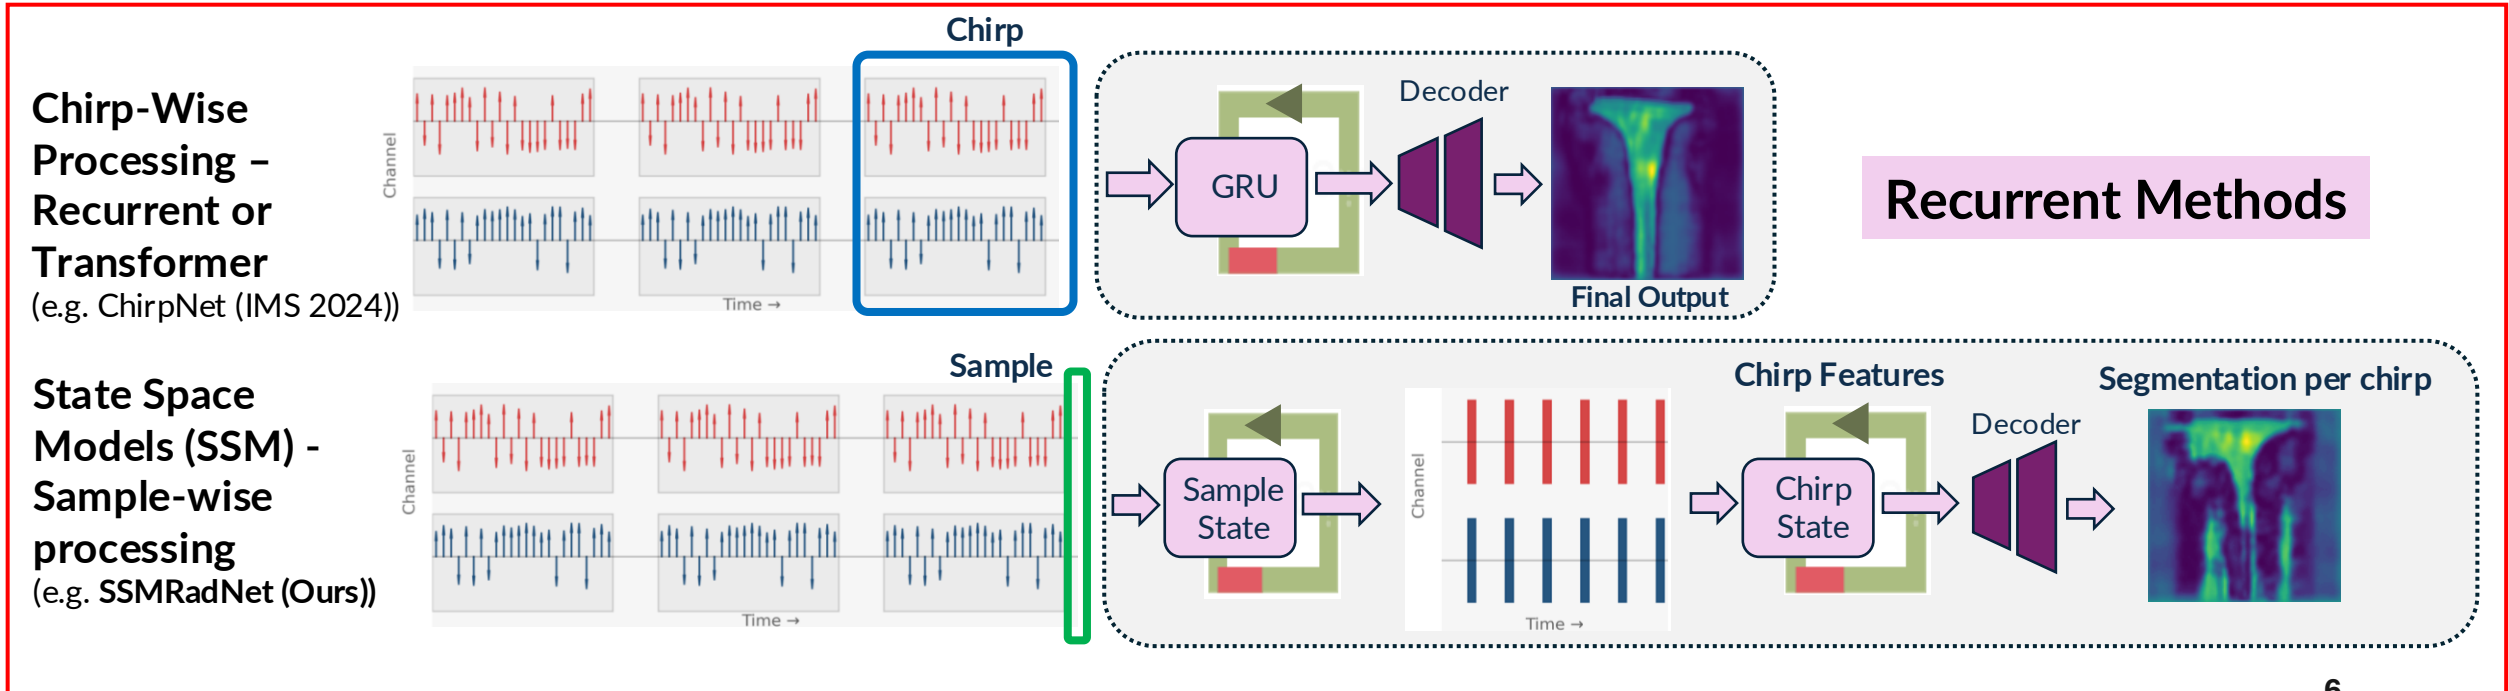 Chirp
Chirp-Wise
Processing –
Recurrent or
Transformer
(e.g. ChirpNet (IMS 2024))
Channel
Time →
GRU
Decoder
Final Output
Recurrent Methods
State Space
Models (SSM) -
Sample-wise
processing
(e.g. SSMRadNet (Ours))
Sample
Channel
Time →
Sample
State
Chirp Features
Channel
Time →
Chirp
State
Decoder
Segmentation per chirp
6